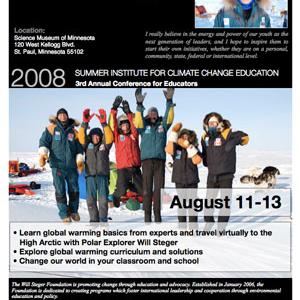 Location:
Science Museum of Minnesota
120 West Kellogg Blvd.
St. Paul, Minnesota 55102
I really believe in the energy and power of our youth as the
next generation of leaders, and I hope to inspire them to
start their own initiatives, whether they are on a personal,
community, state, federal or international level.
2008 SUMMER INSTITUTE FOR CLIMATE CHANGE EDUCATION
3rd Annual Conference for Educators
August 11-13
• Learn global warming basics from experts and travel virtually to the
High Arctic with Polar Explorer Will Steger
• Explore global warming curriculum and solutions
• Change our world in your classroom and school
The Will Steger Foundation is promoting change through education and advocacy. Established in January 2006, the
Foundation is dedicated to creating programs which foster international leadership and cooperation through environmental
education and policy.